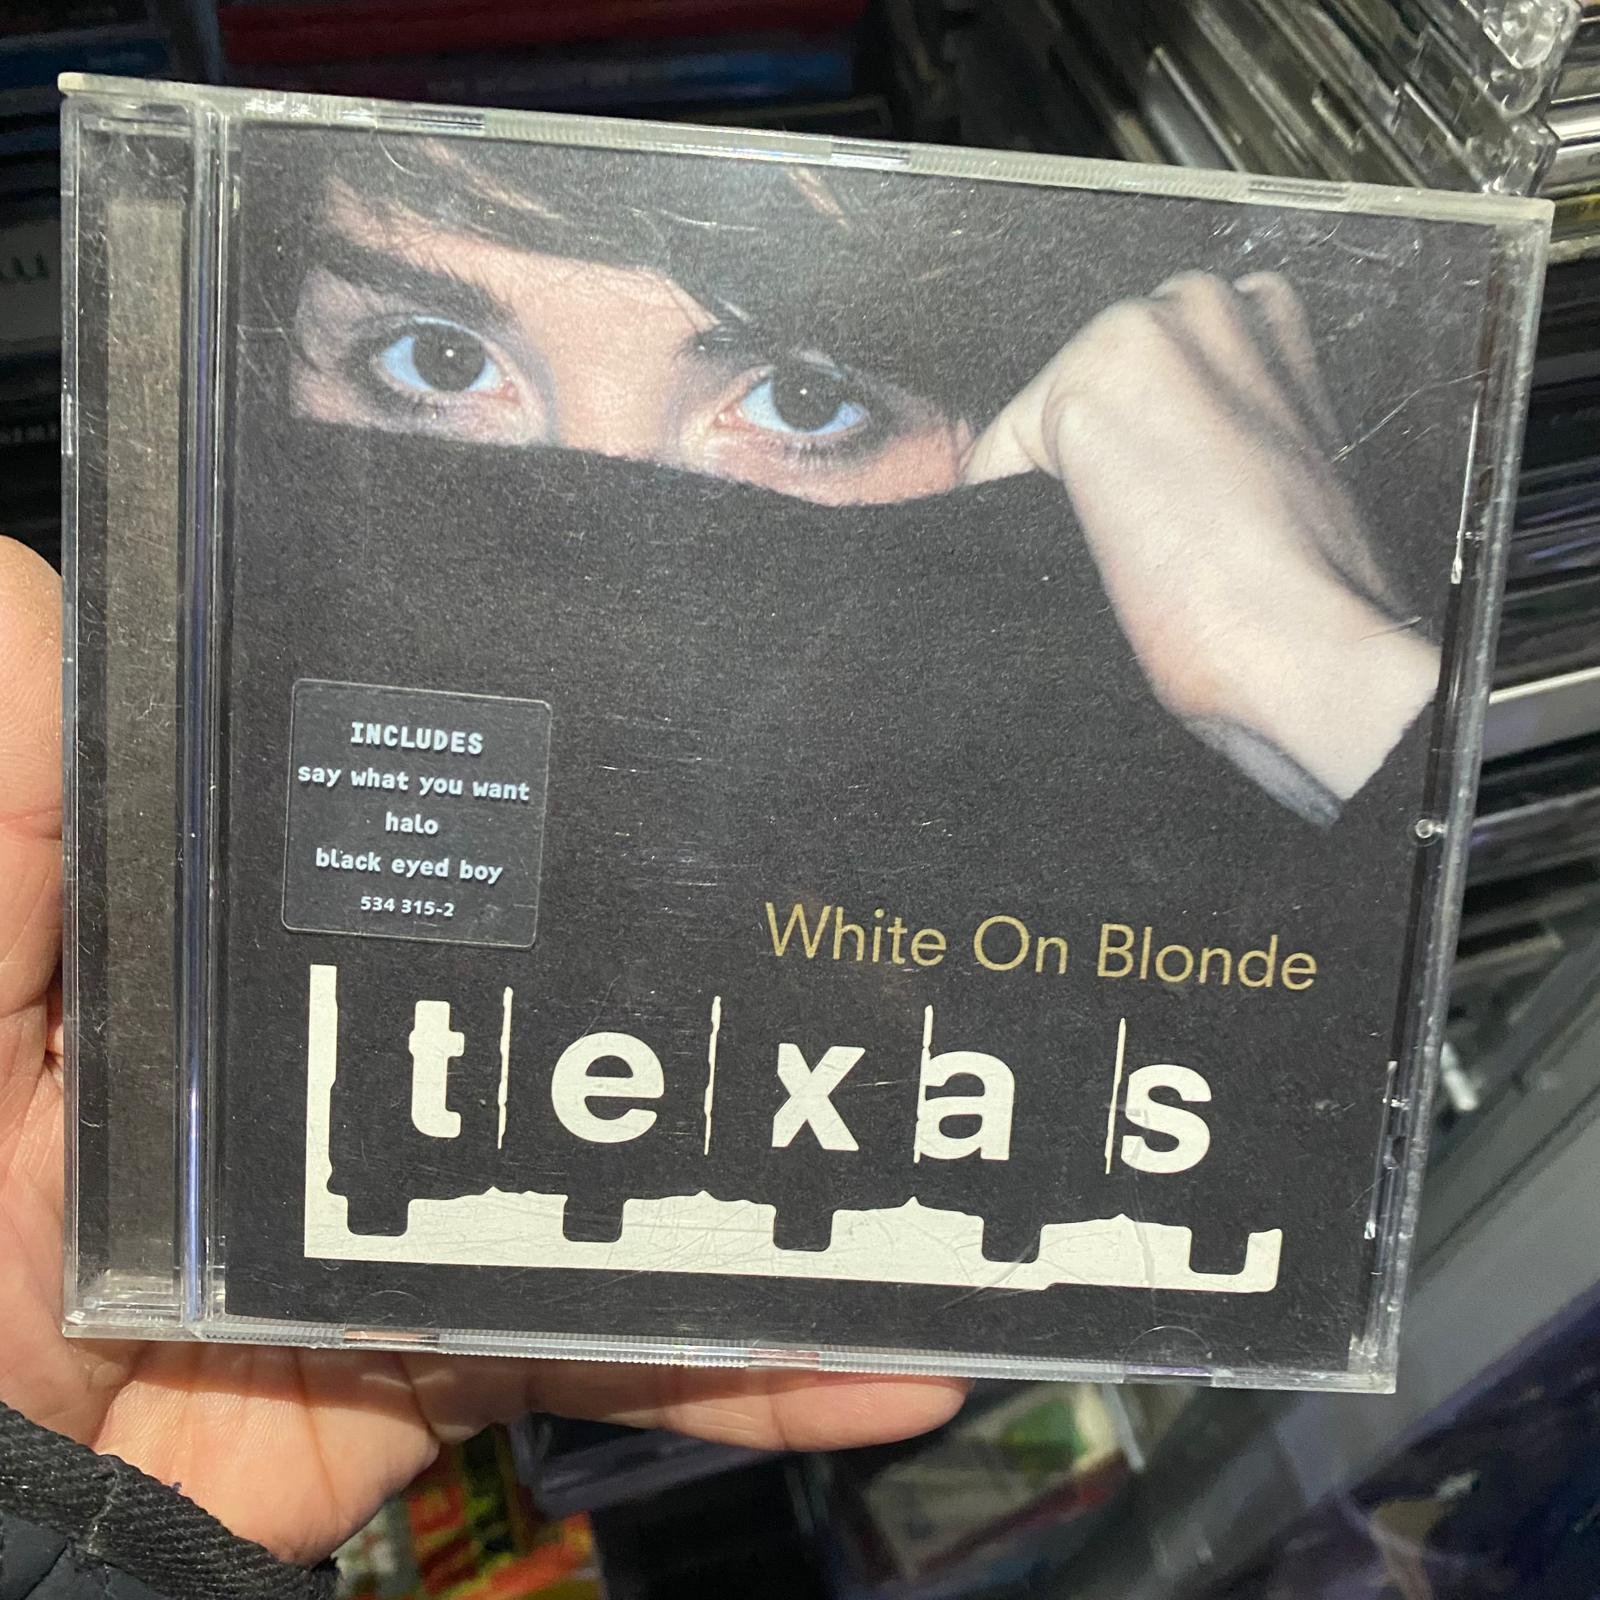 INCLUDES
say what you want
halo
black eyed boy
534 315-2
White On Blonde
texas